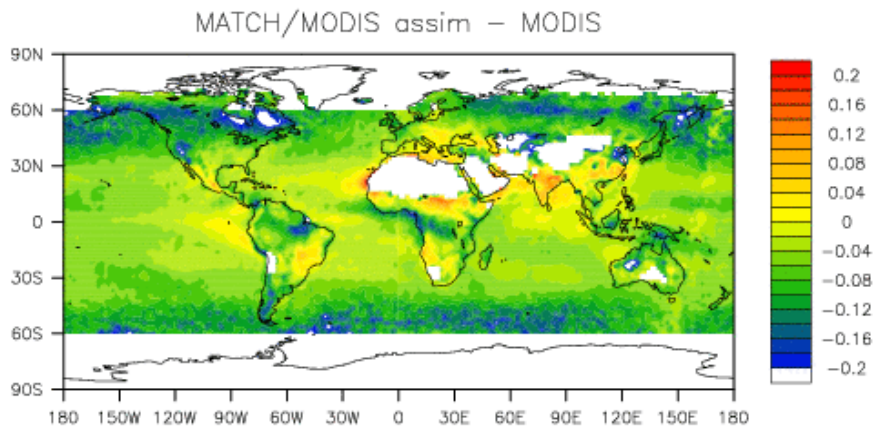 MATCH/MODIS assim − MODIS
90N
60N
30N
0
30S
60S
90S
180 150W 120W 90W 60W 30W 0 30E 60E 90E 120E 150E 180
0.2
0.16
0.12
0.08
0.04
0
−0.04
−0.08
−0.12
−0.16
−0.2